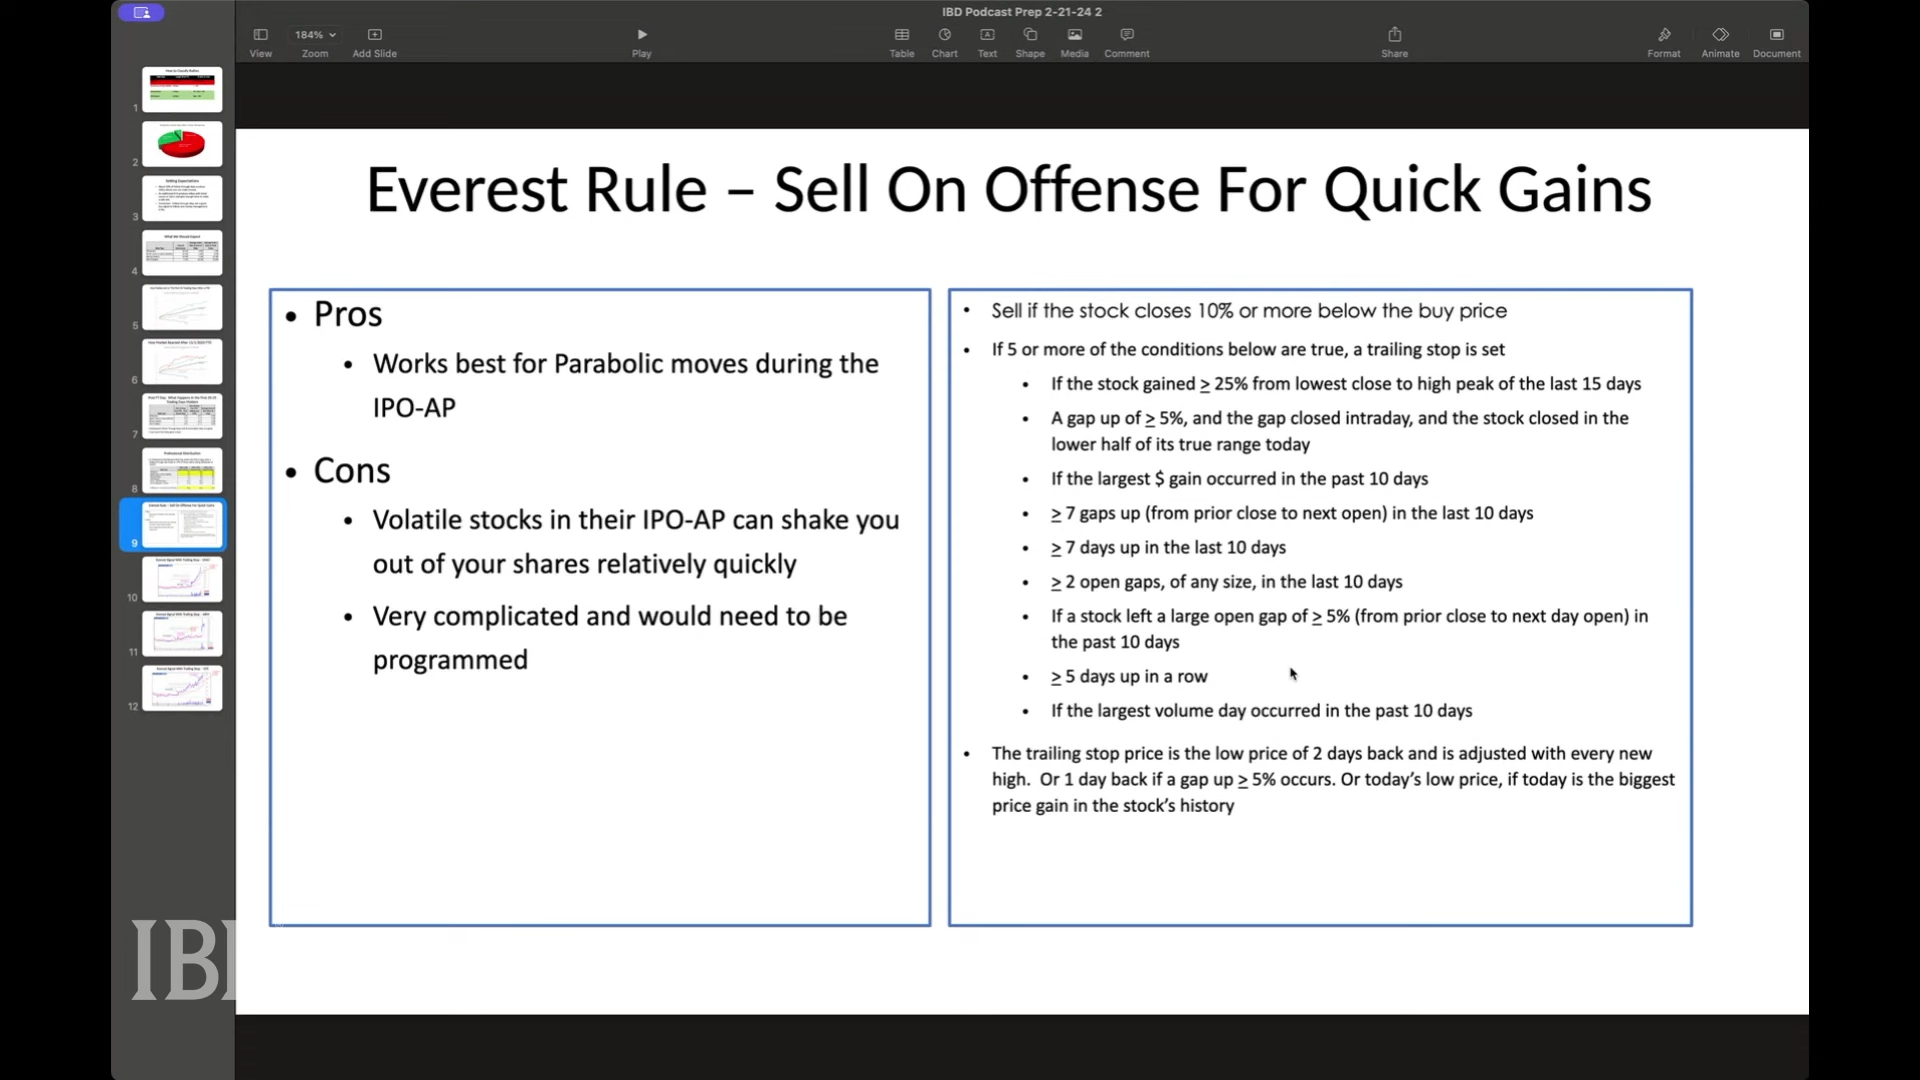 IBD Podcast Prep 2-21-24 2
184%
View
Zoom
Add Slide
Play
Table
Chart
Text
Shape
Media
Comment
Share
Format
Animate
Document
1
2
3
4
5
6
7
8
9
10
11
12
Everest Rule – Sell On Offense For Quick Gains
• Pros
• Works best for Parabolic moves during the
IPO-AP
• Cons
• Volatile stocks in their IPO-AP can shake you
out of your shares relatively quickly
• Very complicated and would need to be
programmed
• Sell if the stock closes 10% or more below the buy price
• If 5 or more of the conditions below are true, a trailing stop is set
• If the stock gained ≥ 25% from lowest close to high peak of the last 15 days
• A gap up of ≥ 5%, and the gap closed intraday, and the stock closed in the
lower half of its true range today
• If the largest $ gain occurred in the past 10 days
• ≥ 7 gaps up (from prior close to next open) in the last 10 days
• ≥ 7 days up in the last 10 days
• ≥ 2 open gaps, of any size, in the last 10 days
• If a stock left a large open gap of ≥ 5% (from prior close to next day open) in
the past 10 days
• ≥ 5 days up in a row
• If the largest volume day occurred in the past 10 days
• The trailing stop price is the low price of 2 days back and is adjusted with every new
high. Or 1 day back if a gap up ≥ 5% occurs. Or today's low price, if today is the biggest
price gain in the stock's history